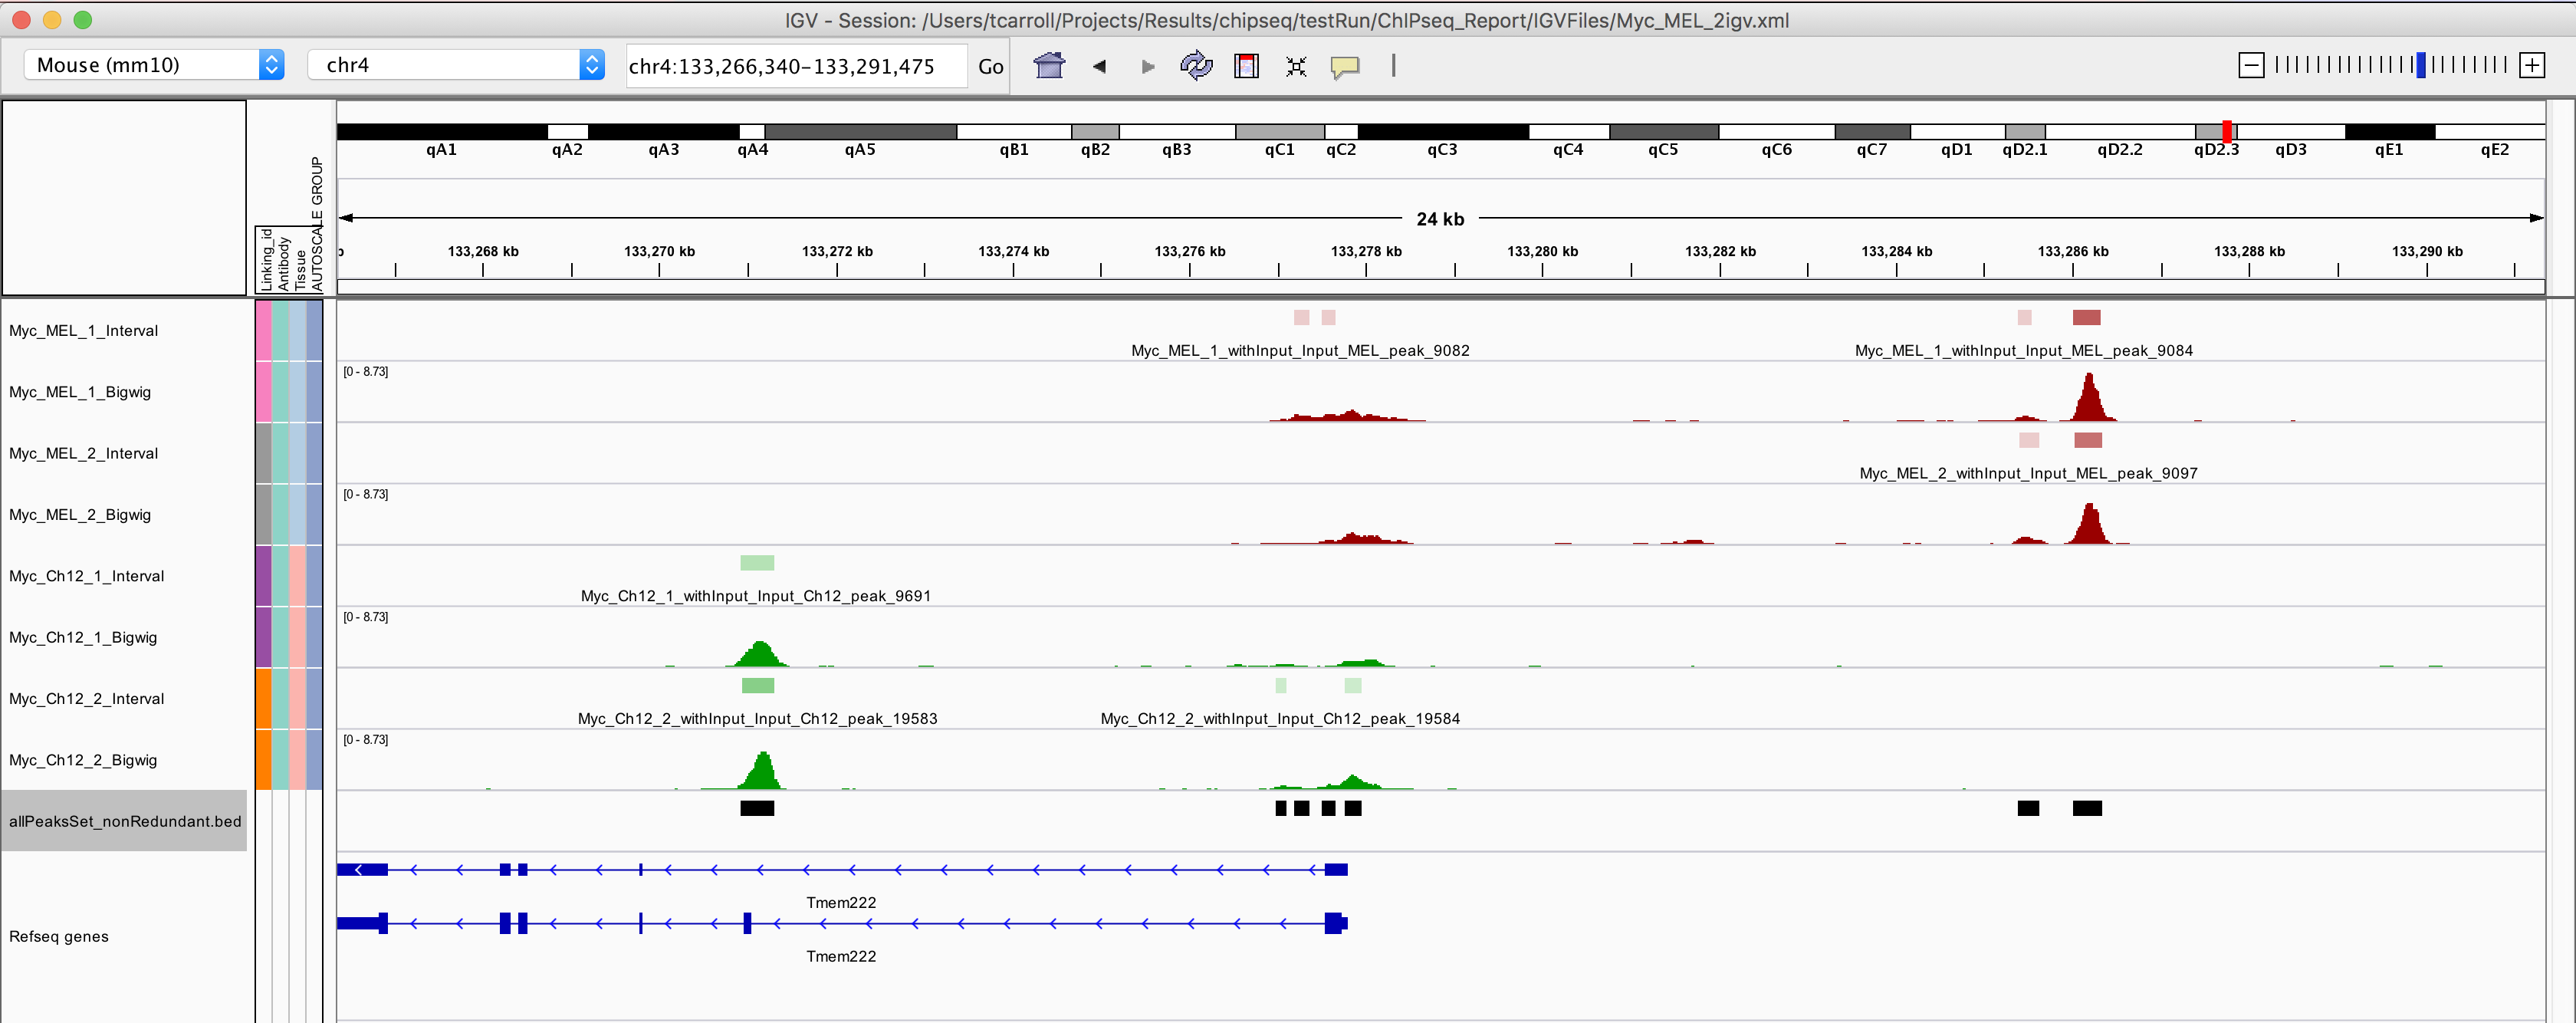 IGV - Session: /Users/tcarroll/Projects/Results/chipseq/testRun/ChIPseq_Report/IGVFiles/Myc_MEL_2igv.xml
Mouse (mm10) chr4 chr4:133,266,340-133,291,475 Go
qA1 qA2 qA3 qA4 qA5 qB1 qB2 qB3 qC1 qC2 qC3 qC4 qC5 qC6 qC7 qD1 qD2.1 qD2.2 qD2.3 qD3 qE1 qE2
24 kb
133,268 kb 133,270 kb 133,272 kb 133,274 kb 133,276 kb 133,278 kb 133,280 kb 133,282 kb 133,284 kb 133,286 kb 133,288 kb 133,290 kb
Linking_id
Antibody
Tissue
AUTOSCALE GROUP
Myc_MEL_1_Interval
Myc_MEL_1_withInput_Input_MEL_peak_9082 Myc_MEL_1_withInput_Input_MEL_peak_9084
[0 - 8.73]
Myc_MEL_1_Bigwig
Myc_MEL_2_Interval
Myc_MEL_2_withInput_Input_MEL_peak_9097
[0 - 8.73]
Myc_MEL_2_Bigwig
Myc_Ch12_1_Interval
Myc_Ch12_1_withInput_Input_Ch12_peak_9691
[0 - 8.73]
Myc_Ch12_1_Bigwig
Myc_Ch12_2_Interval
Myc_Ch12_2_withInput_Input_Ch12_peak_19583 Myc_Ch12_2_withInput_Input_Ch12_peak_19584
[0 - 8.73]
Myc_Ch12_2_Bigwig
allPeaksSet_nonRedundant.bed
Tmem222
Refseq genes
Tmem222